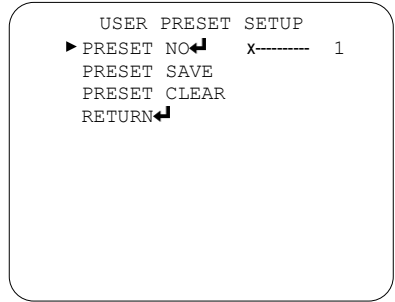 USER PRESET SETUP
►PRESET NO↵ X---------- 1
PRESET SAVE
PRESET CLEAR
RETURN↵